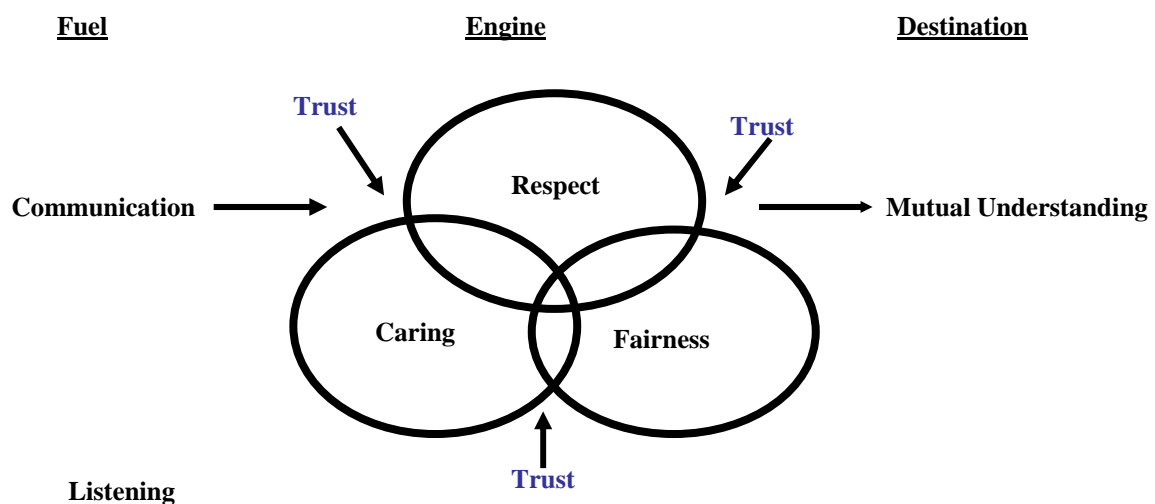 Fuel
Engine
Destination
Trust
Trust
Respect
Communication
Mutual Understanding
Caring
Fairness
Trust
Listening